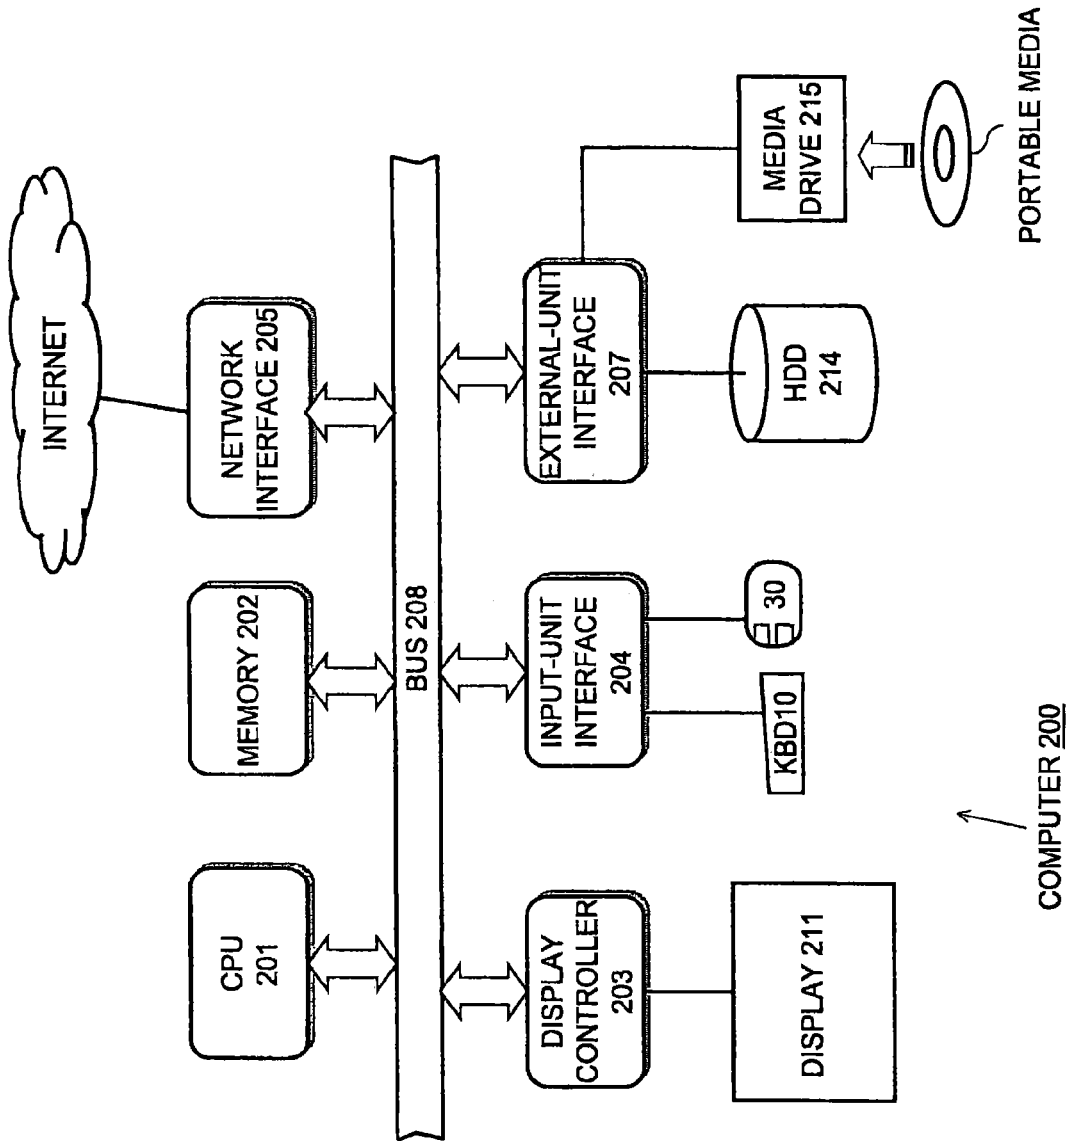 INTERNET
CPU
201
MEMORY 202
NETWORK
INTERFACE 205
BUS 208
DISPLAY
CONTROLLER
203
INPUT-UNIT
INTERFACE
204
EXTERNAL-UNIT
INTERFACE
207
DISPLAY 211
KBD10
30
HDD
214
MEDIA
DRIVE 215
PORTABLE MEDIA
COMPUTER 200